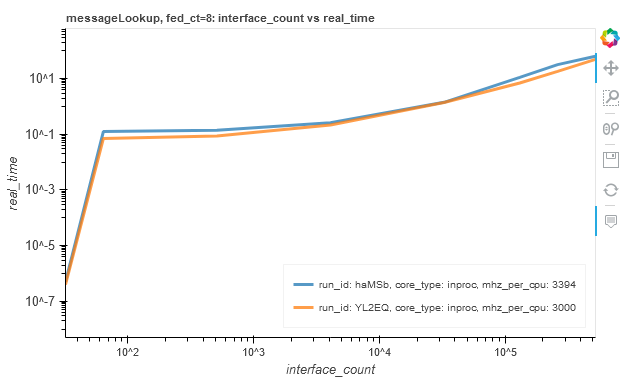 messageLookup, fed_ct=8: interface_count vs real_time
10^1
10^-1
10^-3
10^-5
10^-7
real_time
run_id: haMSb, core_type: inproc, mhz_per_cpu: 3394
run_id: YL2EQ, core_type: inproc, mhz_per_cpu: 3000
10^2 10^3 10^4 10^5
interface_count